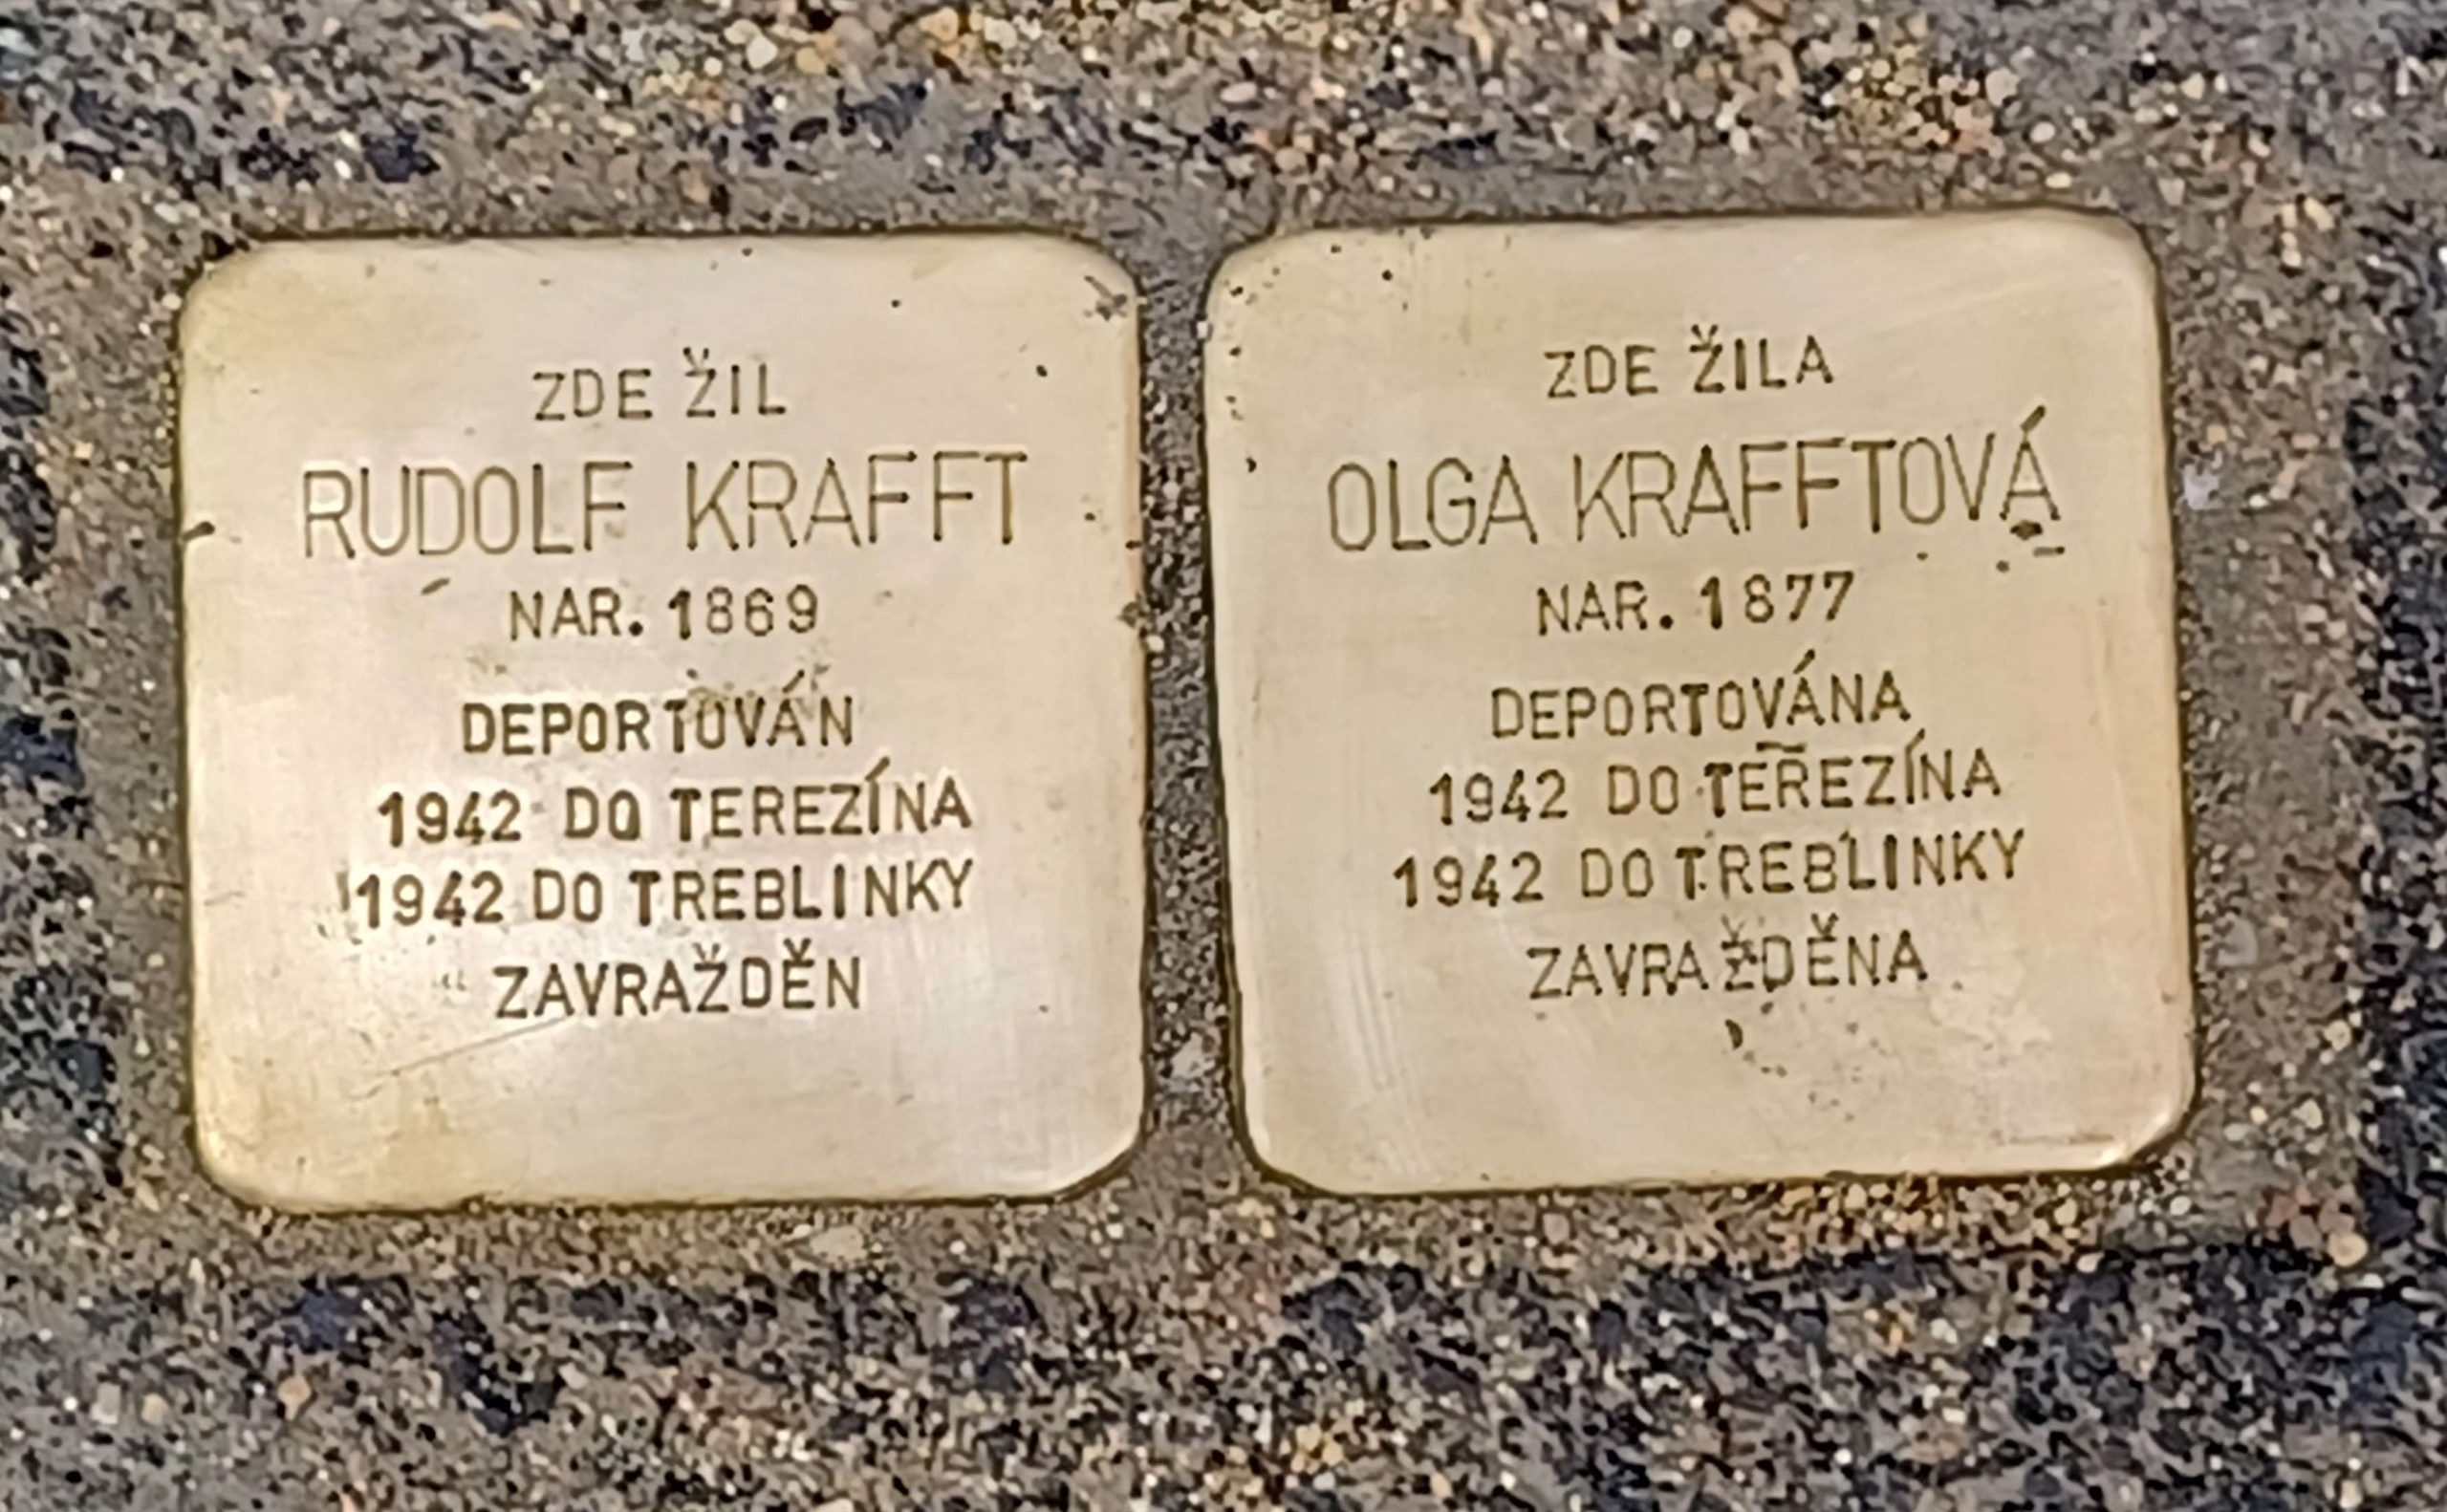 ZDE ŽIL
RUDOLF KRAFFT
NAR. 1869
DEPORTOVÁN
1942 DO TEREZÍNA
1942 DO TREBLINKY
ZAVRAŽDĚN
ZDE ŽILA
OLGA KRAFFTOVÁ
NAR. 1877
DEPORTOVÁNA
1942 DO TEREZÍNA
1942 DO TREBLINKY
ZAVRAŽDĚNA